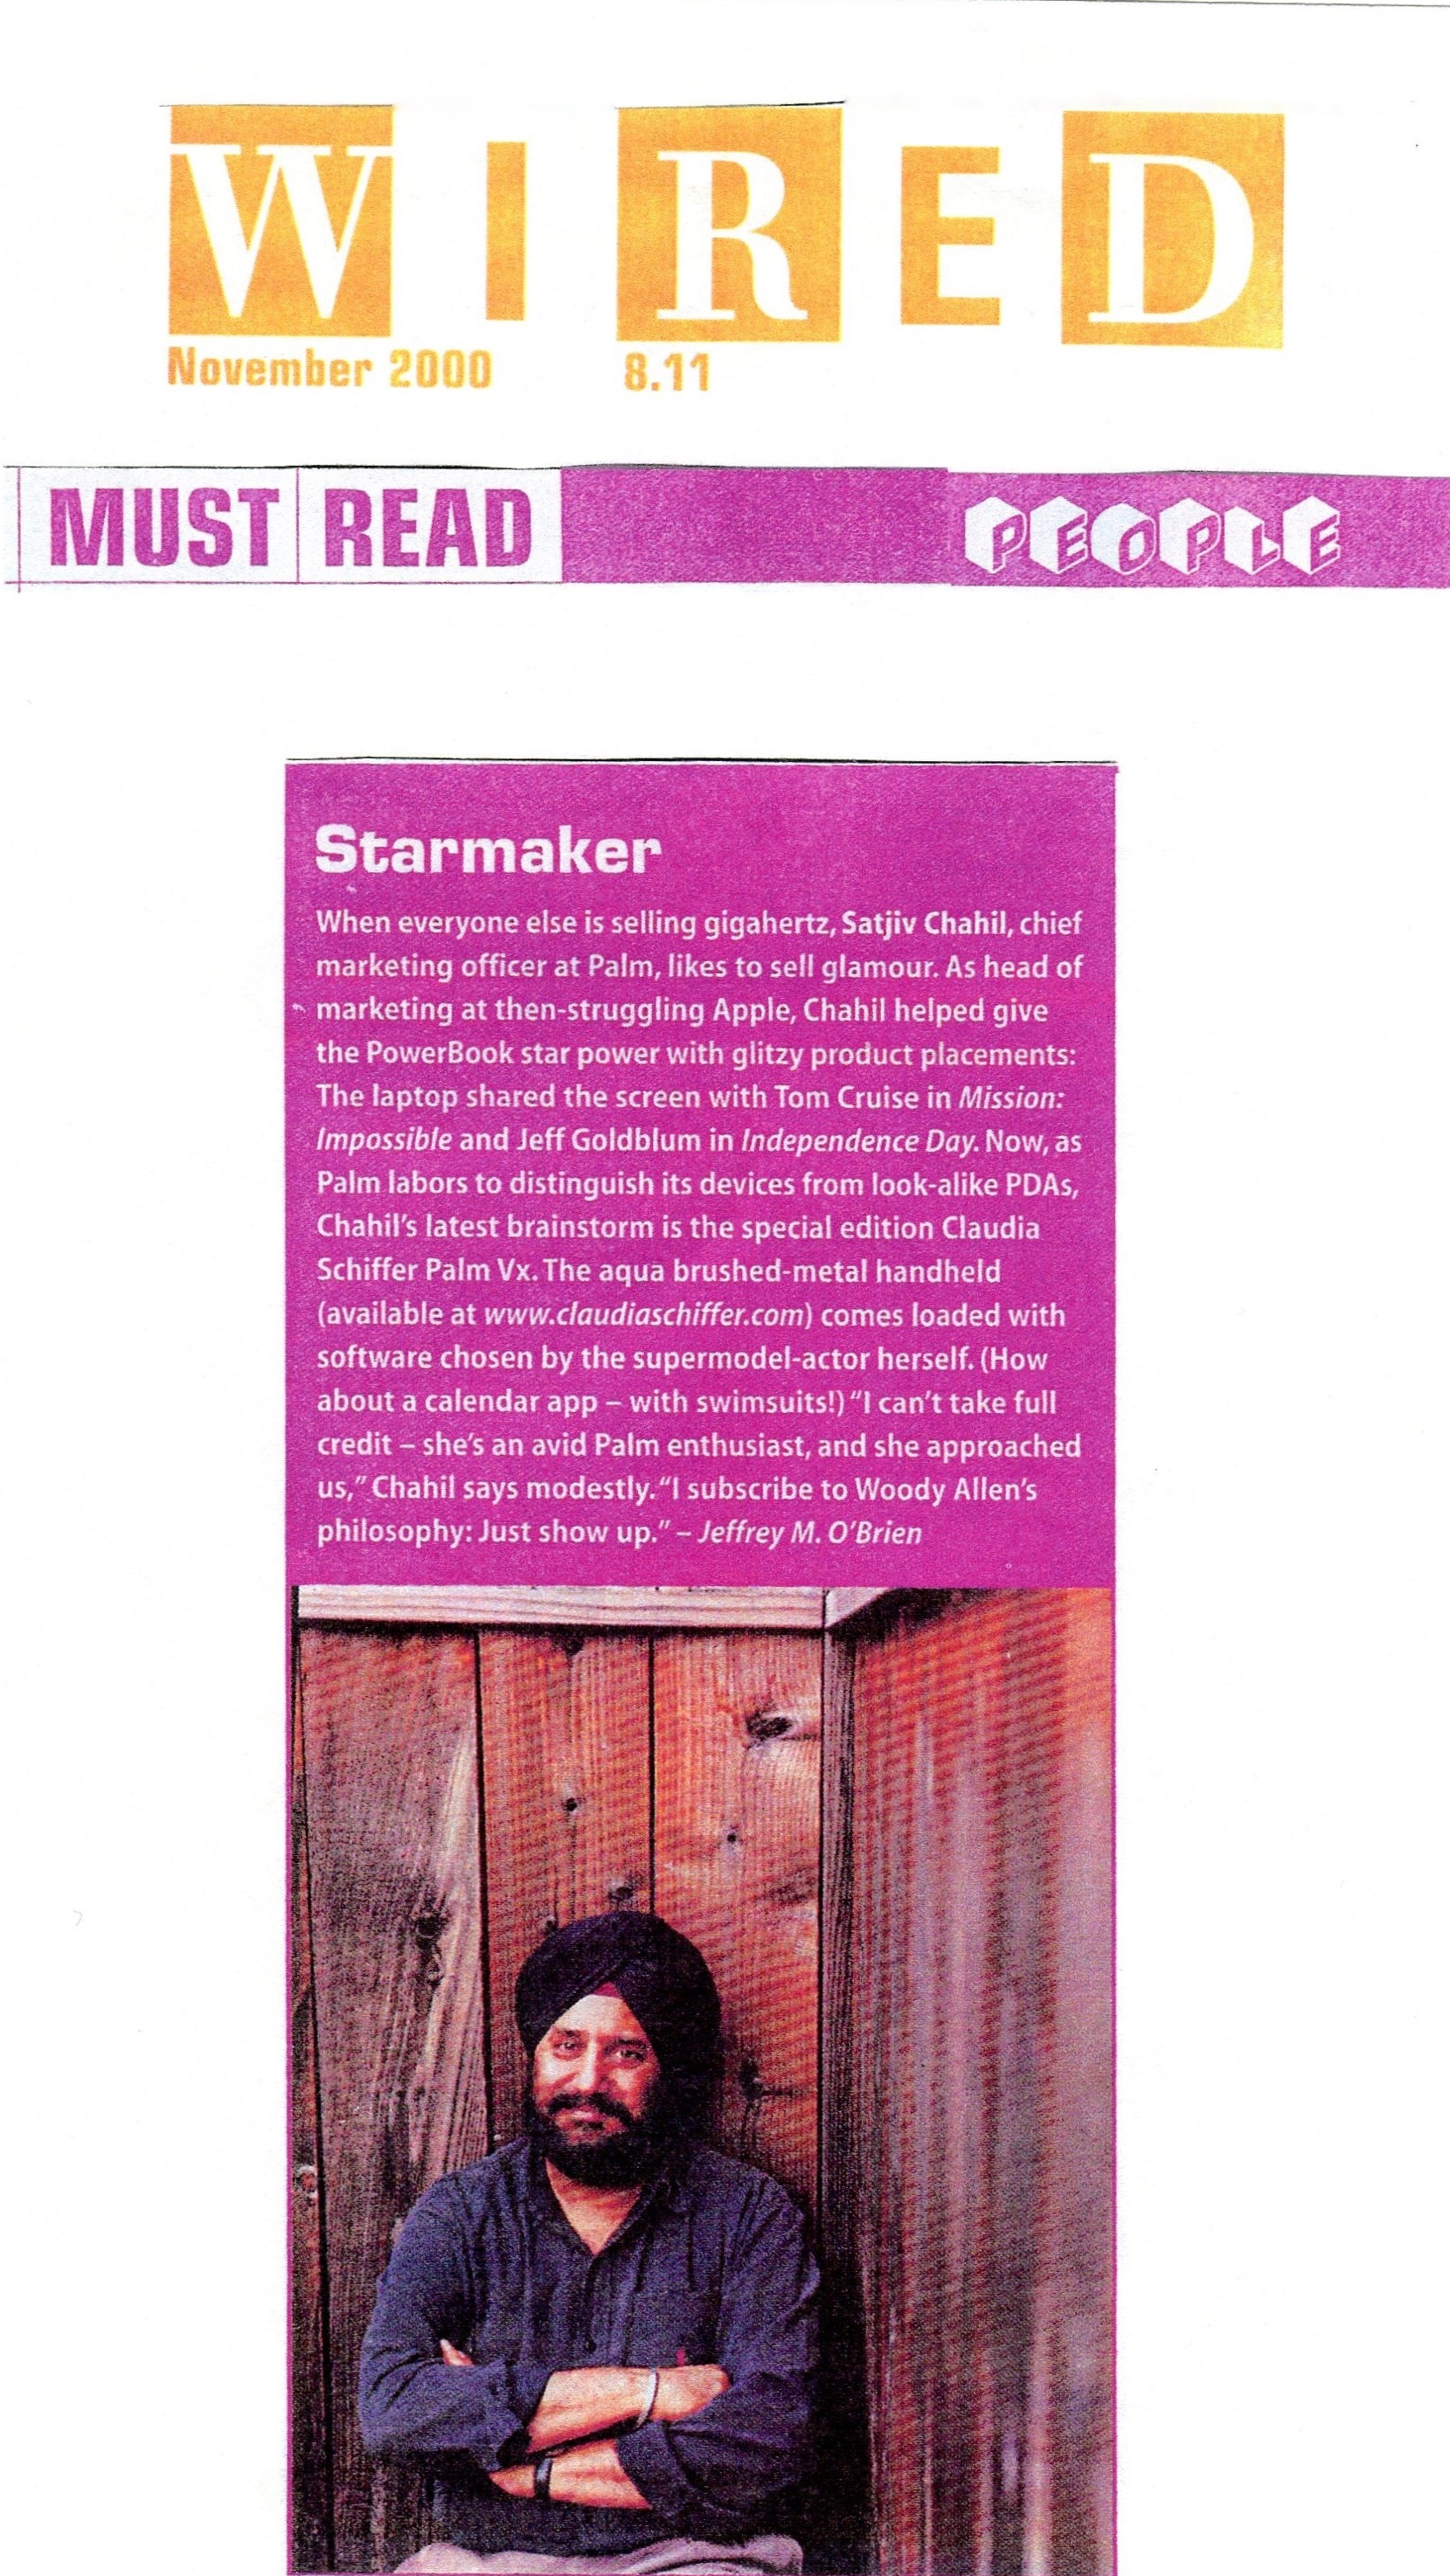 WIRED
November 2000 8.11
MUST READ PEOPLE
Starmaker
When everyone else is selling gigahertz, Satjiv Chahil, chief
marketing officer at Palm, likes to sell glamour. As head of
marketing at then-struggling Apple, Chahil helped give
the PowerBook star power with glitzy product placements:
The laptop shared the screen with Tom Cruise in Mission:
Impossible and Jeff Goldblum in Independence Day. Now, as
Palm labors to distinguish its devices from look-alike PDAs,
Chahil’s latest brainstorm is the special edition Claudia
Schiffer Palm Vx. The aqua brushed-metal handheld
(available at www.claudiaschiffer.com) comes loaded with
software chosen by the supermodel-actor herself. (How
about a calendar app – with swimsuits!) “I can’t take full
credit – she’s an avid Palm enthusiast, and she approached
us,” Chahil says modestly. “I subscribe to Woody Allen’s
philosophy: Just show up.” – Jeffrey M. O’Brien